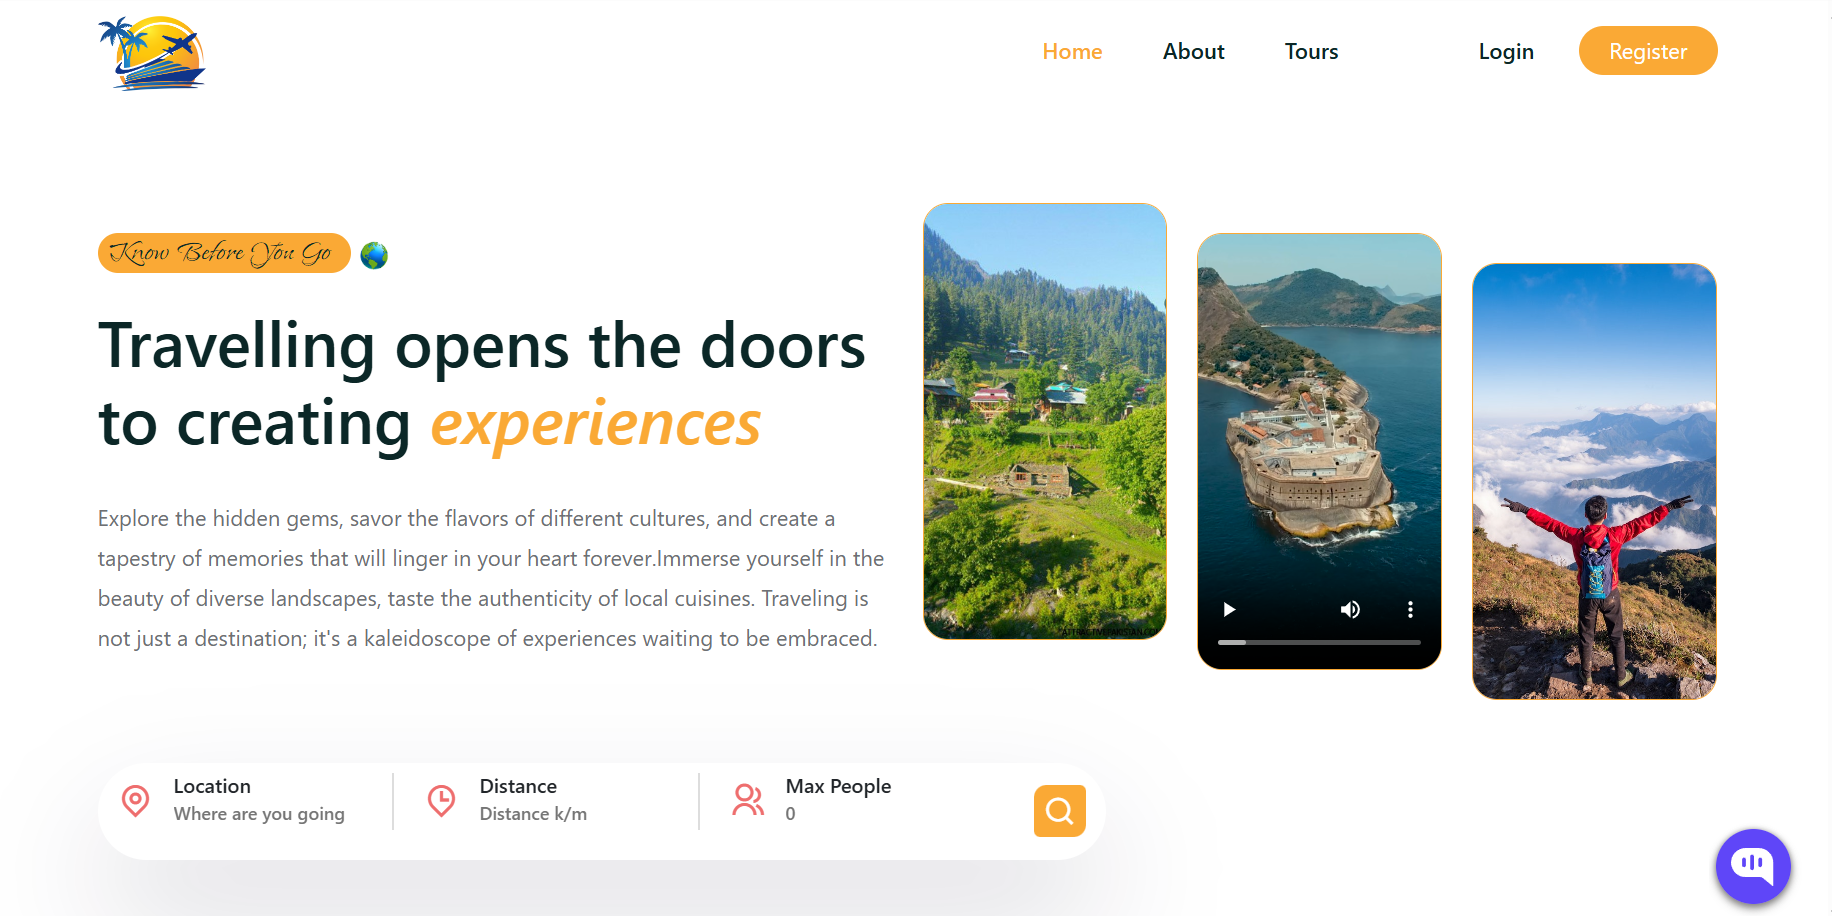 Home
About
Tours
Login
Register
Know Before You Go
Travelling opens the doors
to creating experiences
Explore the hidden gems, savor the flavors of different cultures, and create a
tapestry of memories that will linger in your heart forever.Immerse yourself in the
beauty of diverse landscapes, taste the authenticity of local cuisines. Traveling is
not just a destination; it's a kaleidoscope of experiences waiting to be embraced.
Location
Where are you going
Distance
Distance k/m
Max People
0